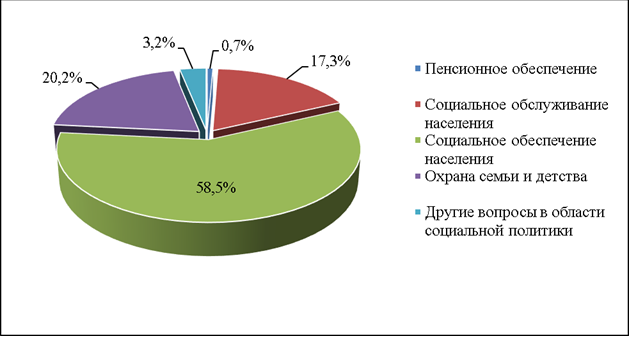 3,2%
0,7%
17,3%
20,2%
58,5%
Пенсионное обеспечение
Социальное обслуживание
населения
Социальное обеспечение
населения
Охрана семьи и детства
Другие вопросы в области
социальной политики